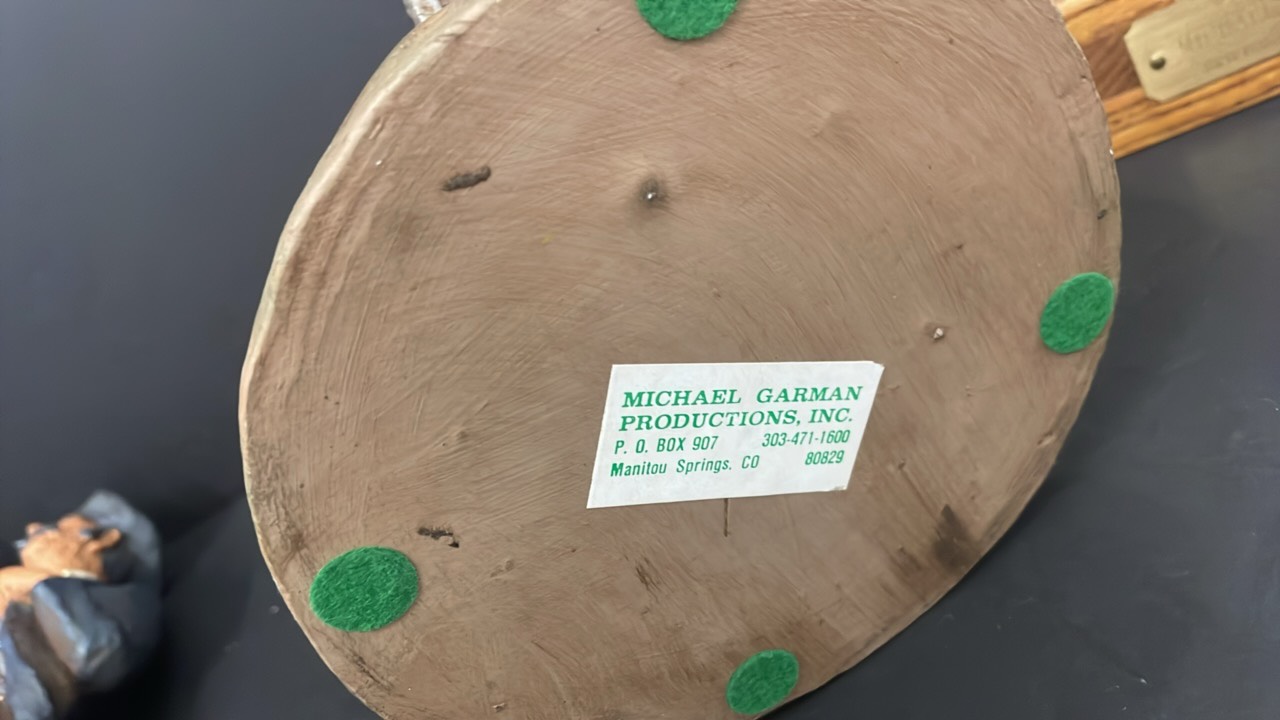 MICHAEL GARMAN
PRODUCTIONS, INC.
P. O. BOX 907 303-471-1600
Manitou Springs. CO 80829